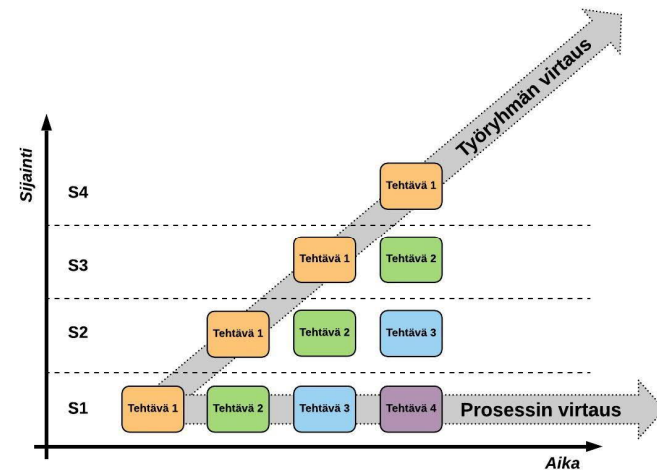 Työryhmän virtaus
Sijainti
S4
Tehtävä 1
S3
Tehtävä 1
Tehtävä 2
S2
Tehtävä 1
Tehtävä 2
Tehtävä 3
S1
Tehtävä 1
Tehtävä 2
Tehtävä 3
Tehtävä 4
Prosessin virtaus
Aika